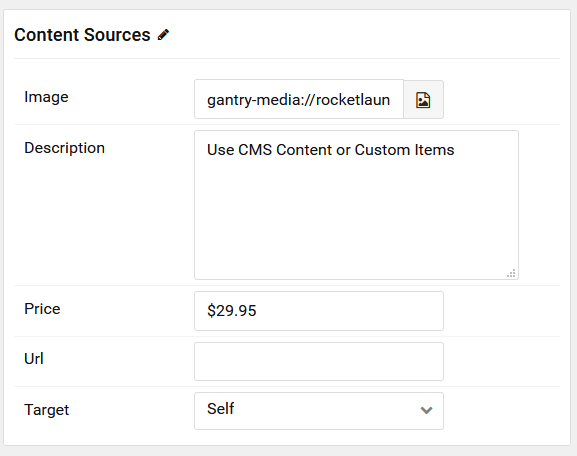 Content Sources
Image
gantry-media://rocketlaun
Description
Use CMS Content or Custom Items
Price
$29.95
Url
Target
Self